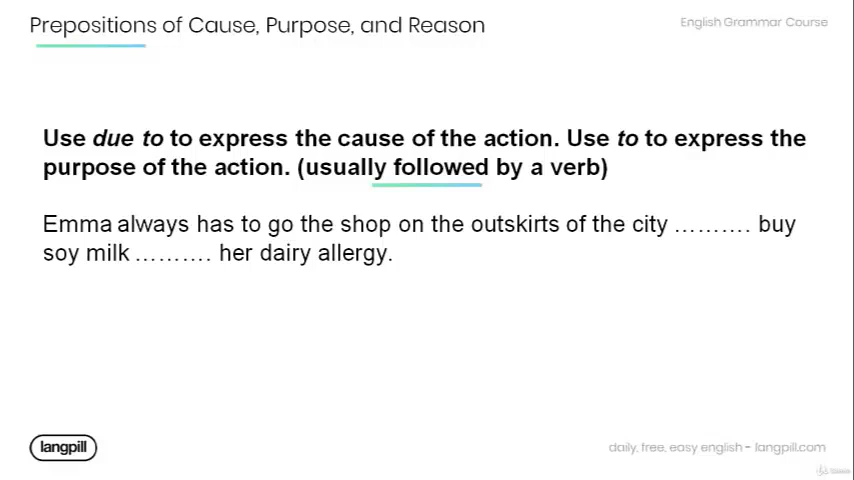 Prepositions of Cause, Purpose, and Reason
English Grammar Course
Use due to to express the cause of the action. Use to to express the
purpose of the action. (usually followed by a verb)
Emma always has to go the shop on the outskirts of the city ………. buy
soy milk ………. her dairy allergy.
langpill
daily, free, easy english - langpill.com